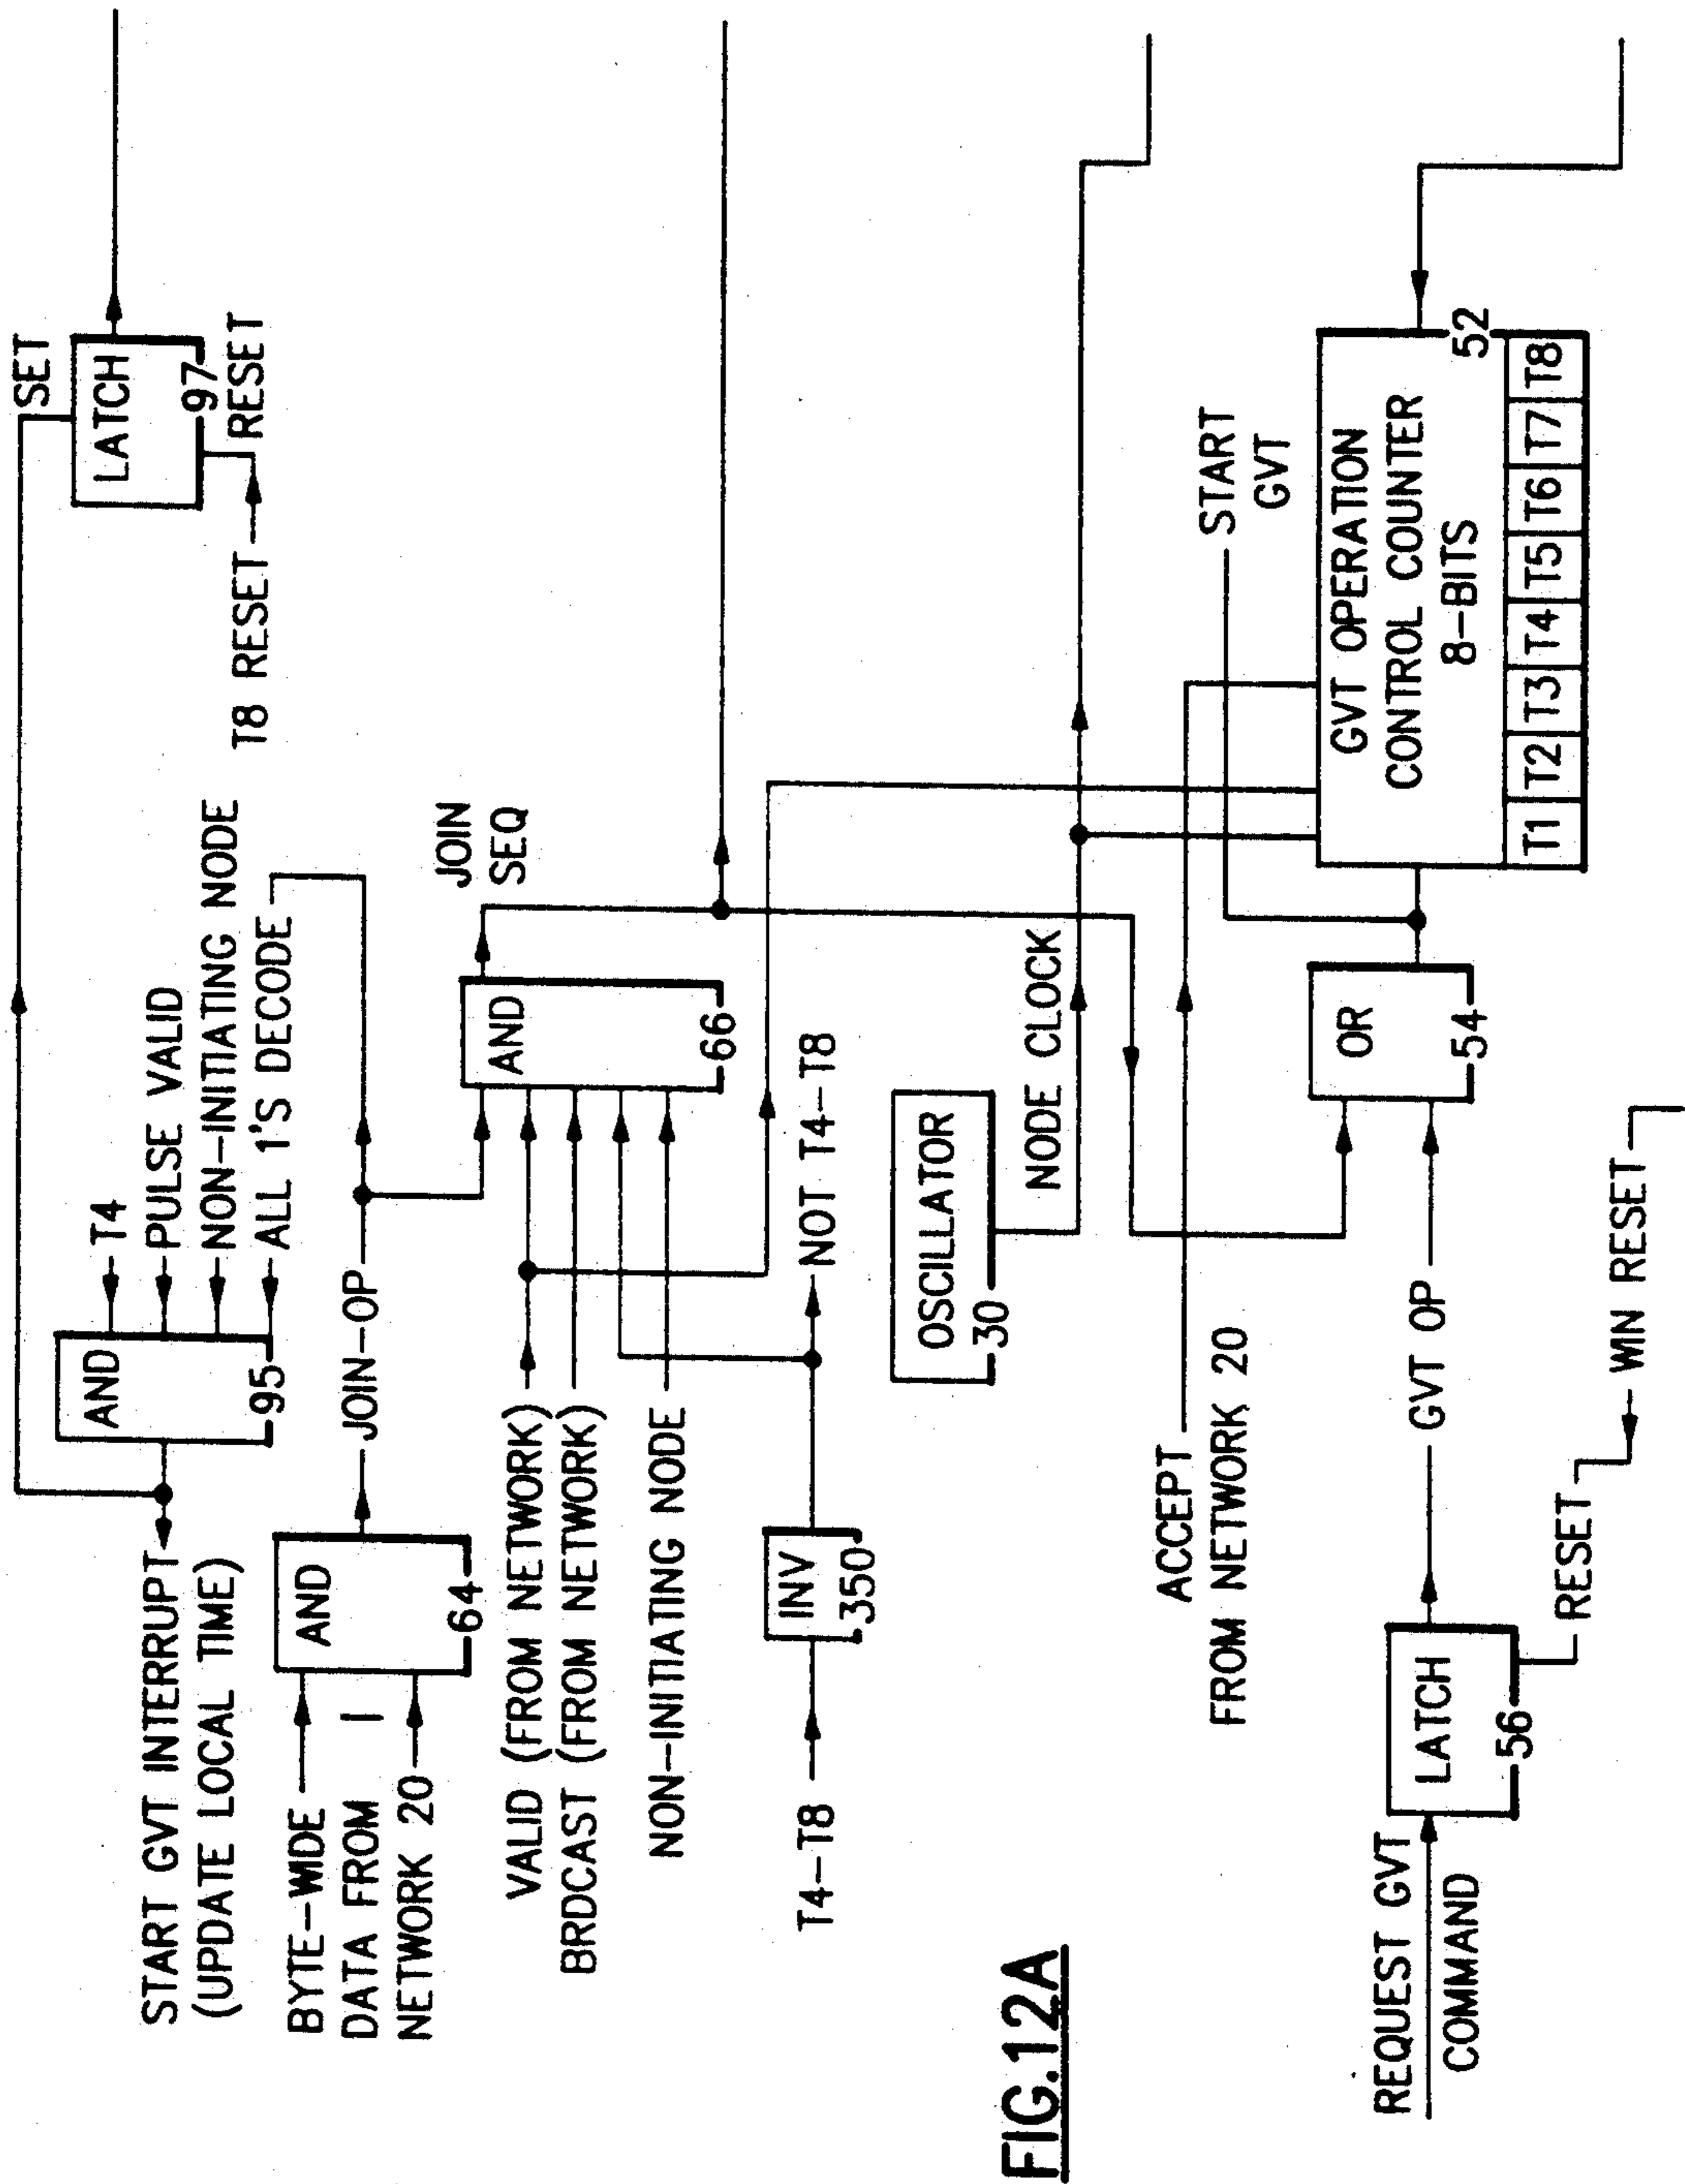 SET
LATCH
97
RESET
T8 RESET
T4
PULSE VALID
NON-INITIATING NODE
ALL 1'S DECODE
AND
95
START GVT INTERRUPT
(UPDATE LOCAL TIME)
BYTE-WIDE
DATA FROM
NETWORK 20
AND
64
JOIN-OP
JOIN
SEQ
AND
66
VALID (FROM NETWORK)
BRDCAST (FROM NETWORK)
NON-INITIATING NODE
T4-T8
INV
350
NOT T4-T8
OSCILLATOR
30
NODE CLOCK
ACCEPT
FROM NETWORK 20
START
GVT
GVT OPERATION
CONTROL COUNTER
8-BITS
52
T1 T2 T3 T4 T5 T6 T7 T8
OR
54
GVT OP
REQUEST GVT
COMMAND
LATCH
56
RESET
WIN RESET
FIG.12A